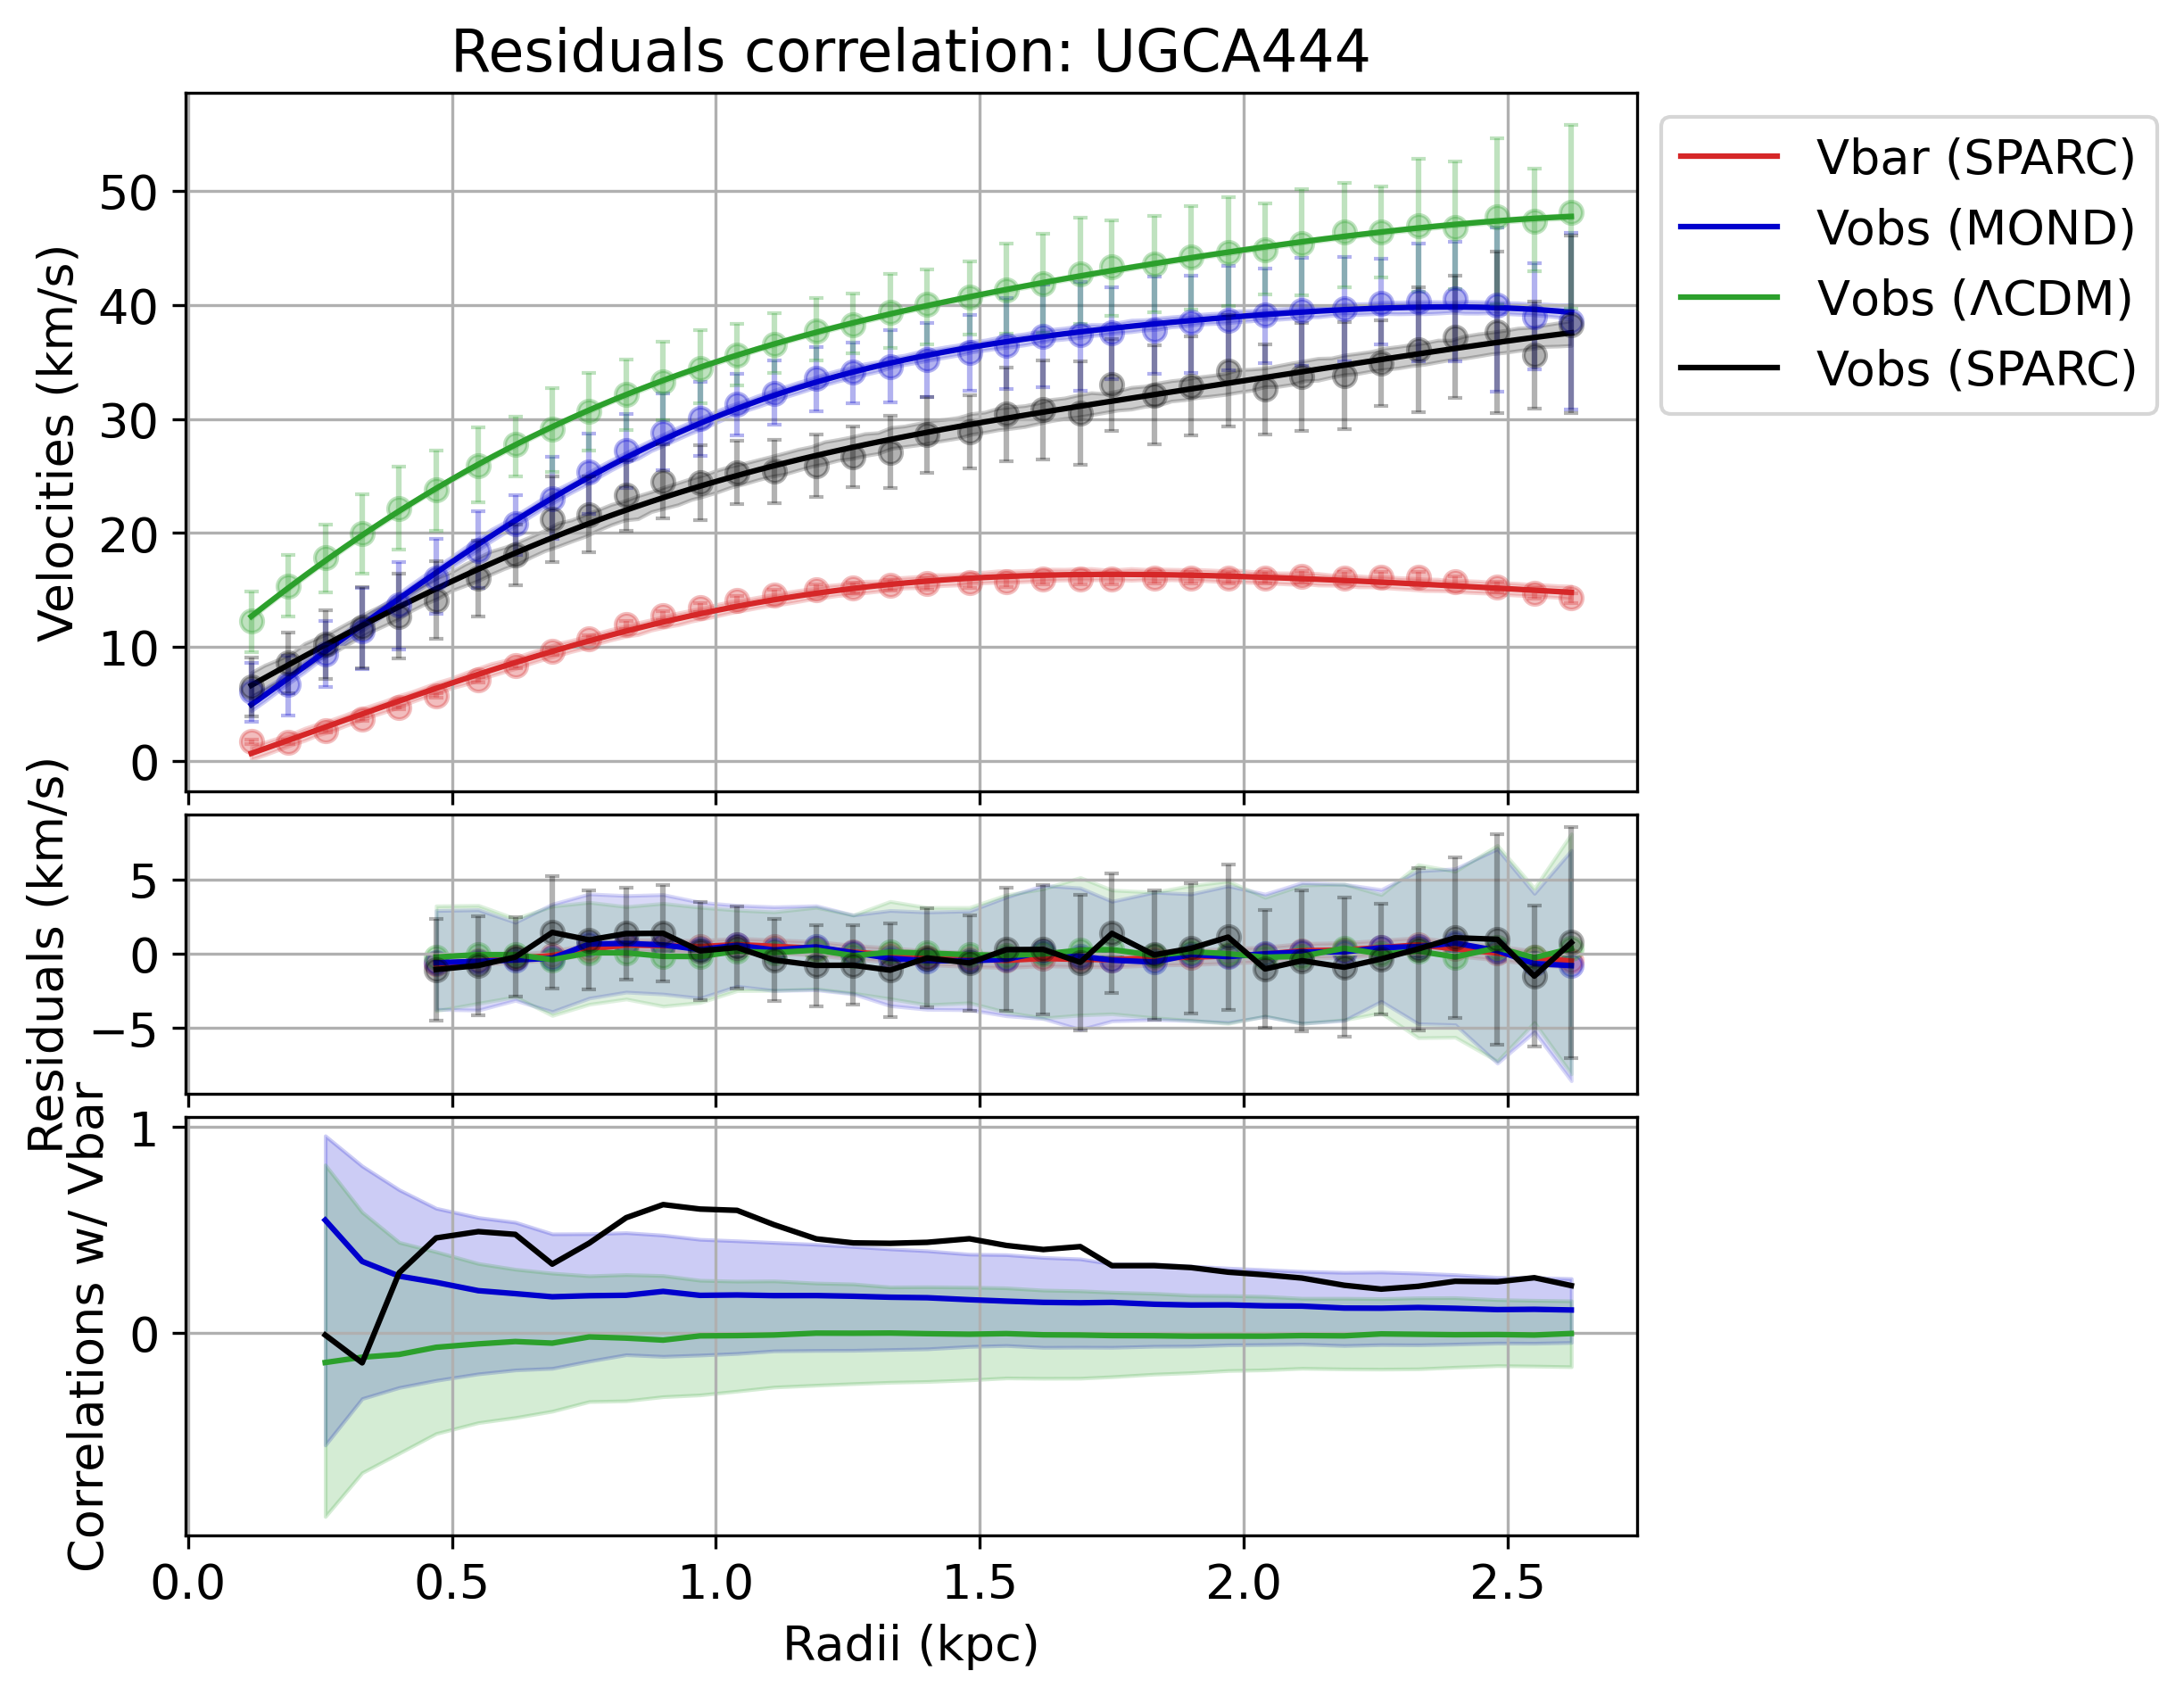 Residuals correlation: UGCA444
Velocities (km/s)
50
40
30
20
10
0
Vbar (SPARC)
Vobs (MOND)
Vobs (ΛCDM)
Vobs (SPARC)
Residuals (km/s)
5
0
−5
Correlations w/ Vbar
1
0
0.0 0.5 1.0 1.5 2.0 2.5
Radii (kpc)